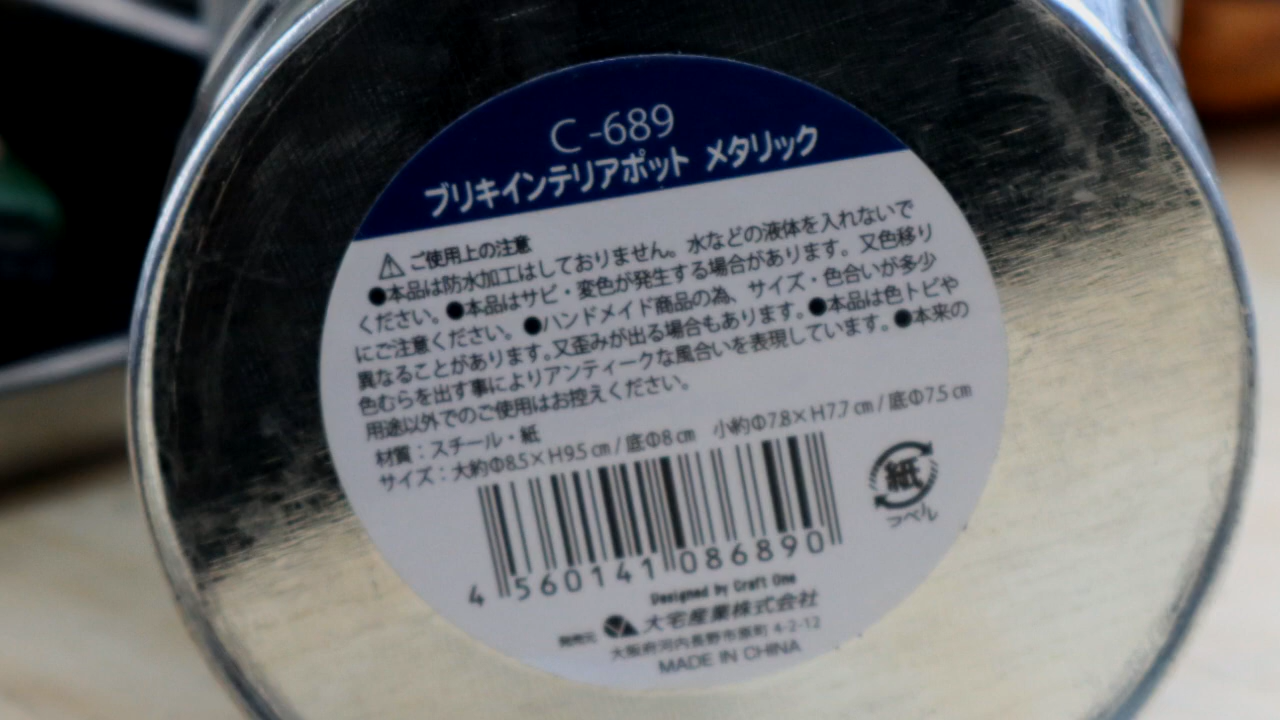 C-689
ブリキインテリアポット メタリック
⚠ご使用上の注意
●本品は防水加工はしておりません。水などの液体を入れないで
ください。●本品はサビ・変色が発生する場合があります。又色移り
にご注意ください。●ハンドメイド商品の為、サイズ・色合いが多少
異なることがあります。又歪みが出る場合もあります。●本品は色トビや
色むらを出す事によりアンティークな風合いを表現しています。●本来の
用途以外でのご使用はお控えください。
材質：スチール・紙
サイズ：大約Φ8.5×H9.5㎝/底Φ8㎝ 小約Φ7.8×H7.7㎝/底Φ7.5㎝
紙
ラベル
4 560141 086890
Designed by Craft One
発売元 大宅産業株式会社
大阪府河内長野市原町 4-2-12
MADE IN CHINA